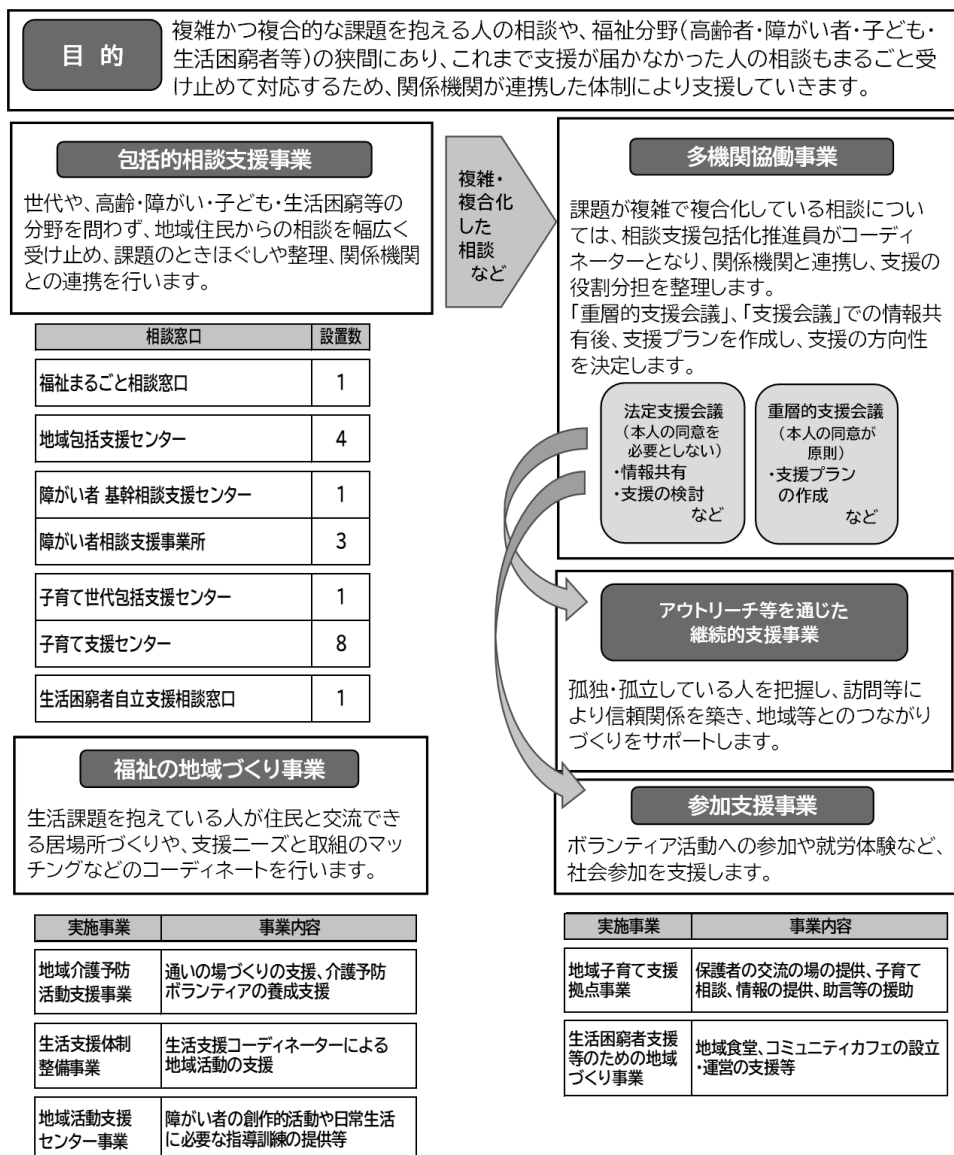 目 的
複雑かつ複合的な課題を抱える人の相談や、福祉分野(高齢者・障がい者・子ども・
生活困窮者等)の狭間にあり、これまで支援が届かなかった人の相談もまるごと受
け止めて対応するため、関係機関が連携した体制により支援していきます。
包括的相談支援事業
世代や、高齢・障がい・子ども・生活困窮等の
分野を問わず、地域住民からの相談を幅広く
受け止め、課題のときほぐしや整理、関係機関
との連携を行います。
相談窓口 設置数
福祉まるごと相談窓口 1
地域包括支援センター 4
障がい者 基幹相談支援センター 1
障がい者相談支援事業所 3
子育て世代包括支援センター 1
子育て支援センター 8
生活困窮者自立支援相談窓口 1
複雑・
複合化
した
相談
など
多機関協働事業
課題が複雑で複合化している相談につい
ては、相談支援包括化推進員がコーディ
ネーターとなり、関係機関と連携し、支援の
役割分担を整理します。
「重層的支援会議」、「支援会議」での情報共
有後、支援プランを作成し、支援の方向性
を決定します。
法定支援会議
(本人の同意を
必要としない)
・情報共有
・支援の検討
など
重層的支援会議
(本人の同意が
原則)
・支援プラン
の作成
など
アウトリーチ等を通じた
継続的支援事業
孤独・孤立している人を把握し、訪問等に
より信頼関係を築き、地域等とのつながり
づくりをサポートします。
参加支援事業
ボランティア活動への参加や就労体験など、
社会参加を支援します。
福祉の地域づくり事業
生活課題を抱えている人が住民と交流でき
る居場所づくりや、支援ニーズと取組のマッ
チングなどのコーディネートを行います。
実施事業 事業内容
地域介護予防
活動支援事業
通いの場づくりの支援、介護予防
ボランティアの養成支援
生活支援体制
整備事業
生活支援コーディネーターによる
地域活動の支援
地域活動支援
センター事業
障がい者の創作的活動や日常生活
に必要な指導訓練の提供等
実施事業 事業内容
地域子育て支援
拠点事業
保護者の交流の場の提供、子育て
相談、情報の提供、助言等の援助
生活困窮者支援
等のための地域
づくり事業
地域食堂、コミュニティカフェの設立
・運営の支援等